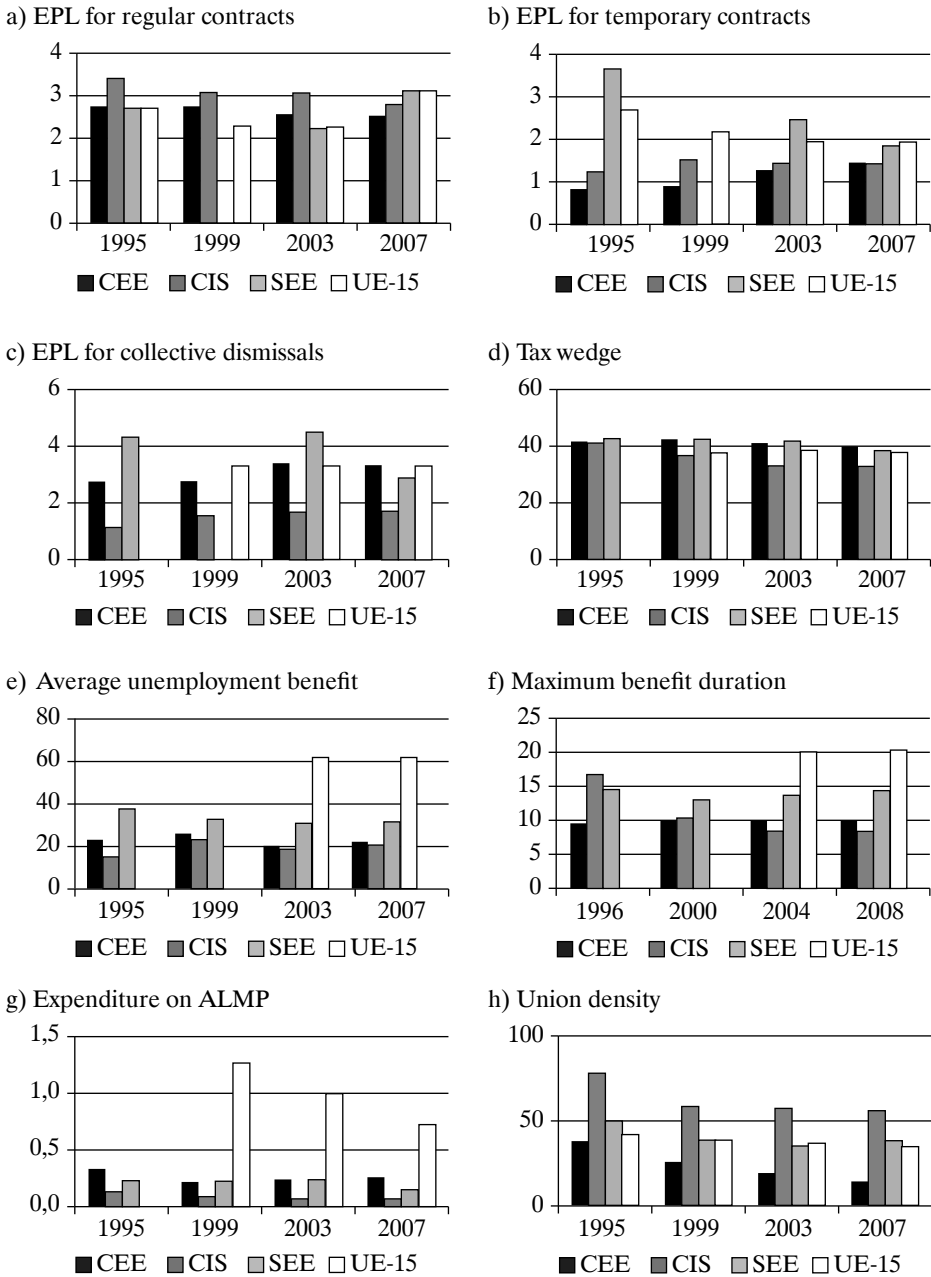 a) EPL for regular contracts
4
3
2
1
0
1995 1999 2003 2007
CEE CIS SEE UE-15
b) EPL for temporary contracts
4
3
2
1
0
1995 1999 2003 2007
CEE CIS SEE UE-15
c) EPL for collective dismissals
6
4
2
0
1995 1999 2003 2007
CEE CIS SEE UE-15
d) Tax wedge
60
40
20
0
1995 1999 2003 2007
CEE CIS SEE UE-15
e) Average unemployment benefit
80
60
40
20
0
1995 1999 2003 2007
CEE CIS SEE UE-15
f) Maximum benefit duration
25
20
15
10
5
0
1996 2000 2004 2008
CEE CIS SEE UE-15
g) Expenditure on ALMP
1,5
1,0
0,5
0,0
1995 1999 2003 2007
CEE CIS SEE UE-15
h) Union density
100
50
0
1995 1999 2003 2007
CEE CIS SEE UE-15